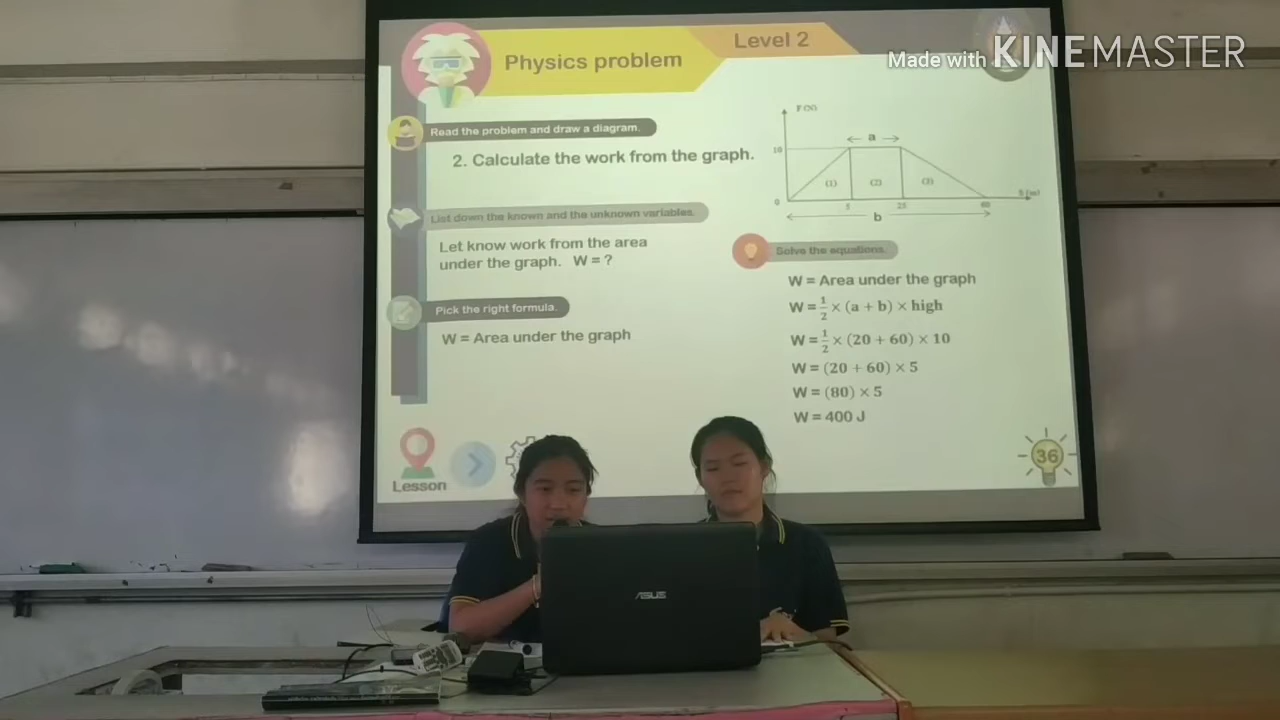 Made with KINEMASTER
Physics problem
Level 2
Read the problem and draw a diagram.
2. Calculate the work from the graph.
List down the known and the unknown variables.
Let know work from the area
under the graph. W = ?
Pick the right formula.
W = Area under the graph
F (N)
a
10
(1) (2) (3)
S (m)
0 5 25 60
b
Solve the equations.
W = Area under the graph
W = 1/2 × (a + b) × high
W = 1/2 × (20 + 60) × 10
W = (20 + 60) × 5
W = (80) × 5
W = 400 J
Lesson
36
ASUS